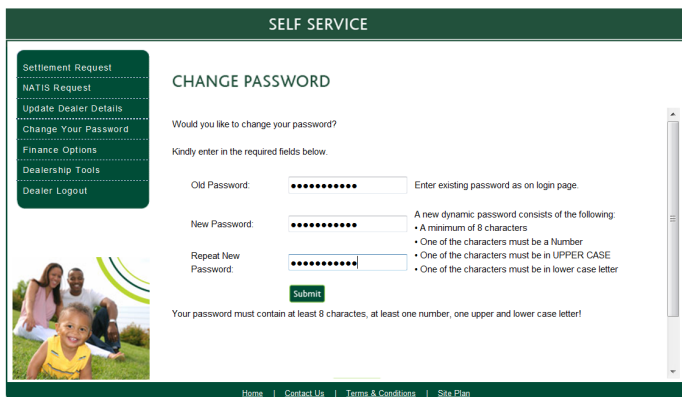 SELF SERVICE
Settlement Request
NATIS Request
Update Dealer Details
Change Your Password
Finance Options
Dealership Tools
Dealer Logout
CHANGE PASSWORD
Would you like to change your password?
Kindly enter in the required fields below.
Old Password:
●●●●●●●●●●●
Enter existing password as on login page.
New Password:
●●●●●●●●●●●
A new dynamic password consists of the following:
• A minimum of 8 characters
• One of the characters must be a Number
• One of the characters must be in UPPER CASE
• One of the characters must be in lower case letter
Repeat New
Password:
●●●●●●●●●●●
Submit
Your password must contain at least 8 charactes, at least one number, one upper and lower case letter!
Home | Contact Us | Terms & Conditions | Site Plan